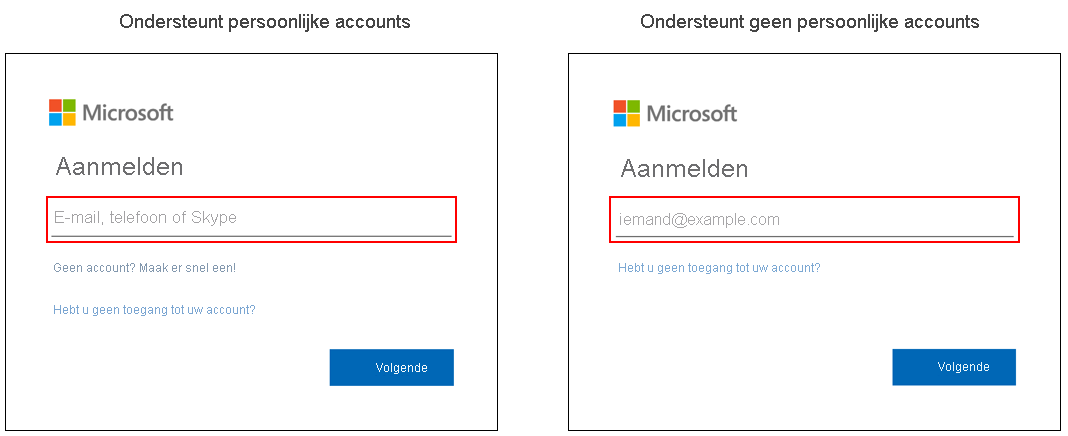 Ondersteunt persoonlijke accounts
Microsoft
Aanmelden
E-mail, telefoon of Skype
Geen account? Maak er snel een!
Hebt u geen toegang tot uw account?
Volgende
Ondersteunt geen persoonlijke accounts
Microsoft
Aanmelden
iemand@example.com
Hebt u geen toegang tot uw account?
Volgende